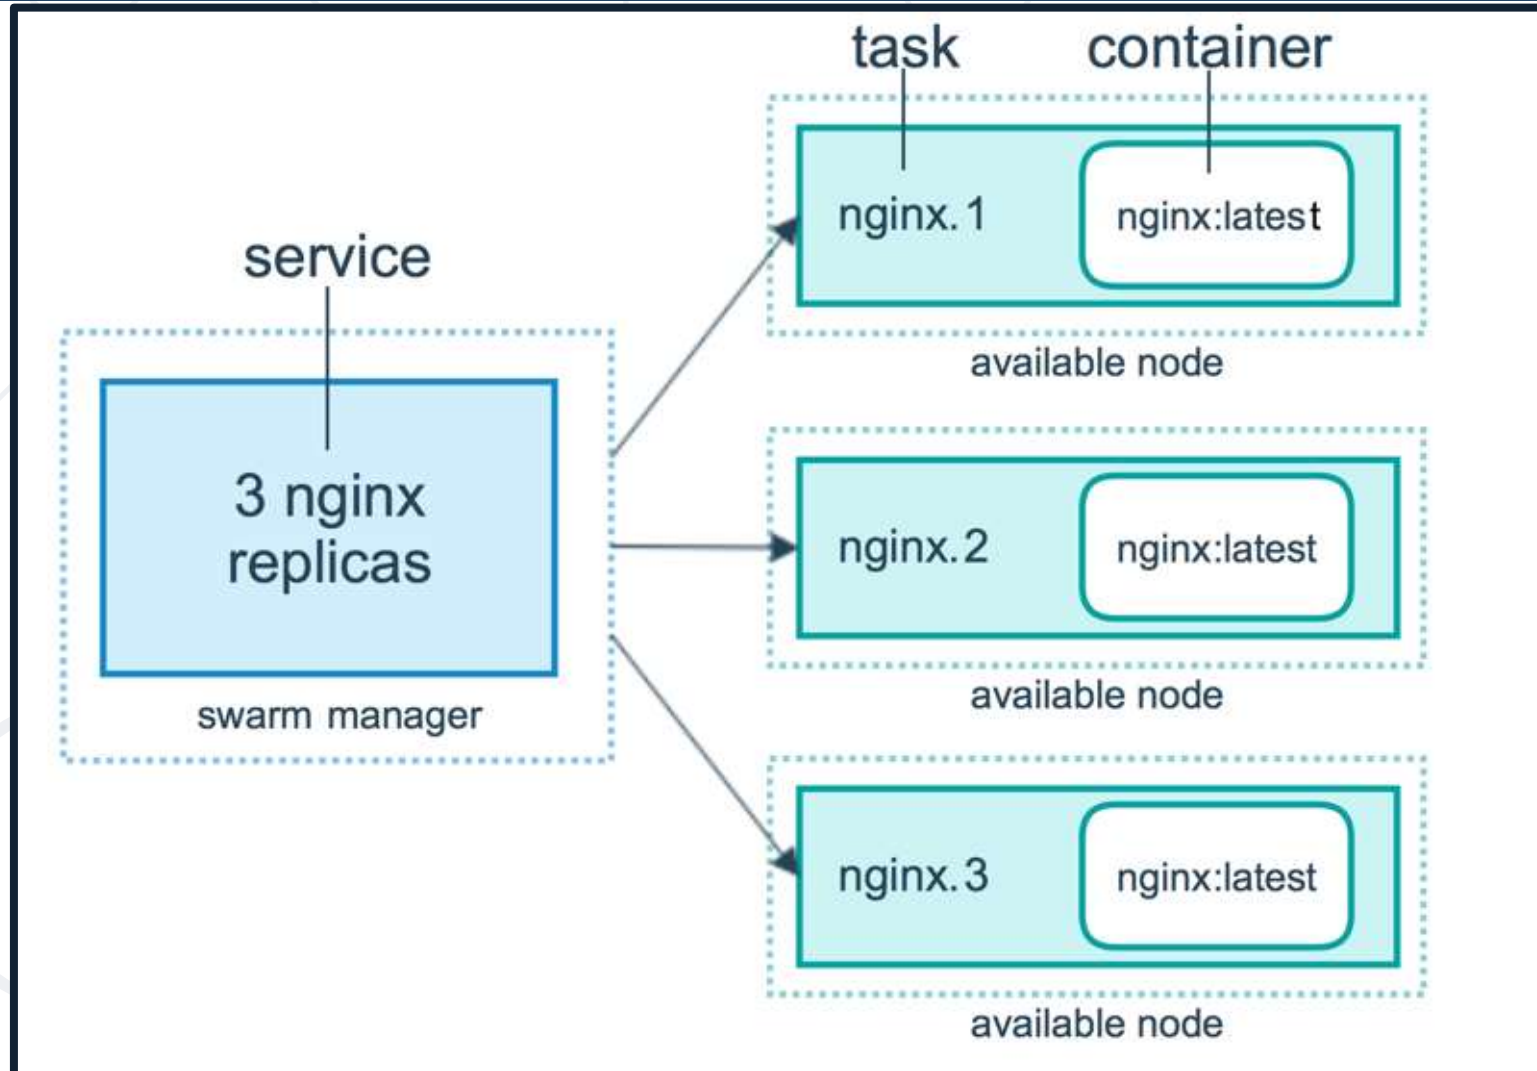 task
container
nginx.1
nginx:latest
available node
service
3 nginx
replicas
swarm manager
nginx.2
nginx:latest
available node
nginx.3
nginx:latest
available node